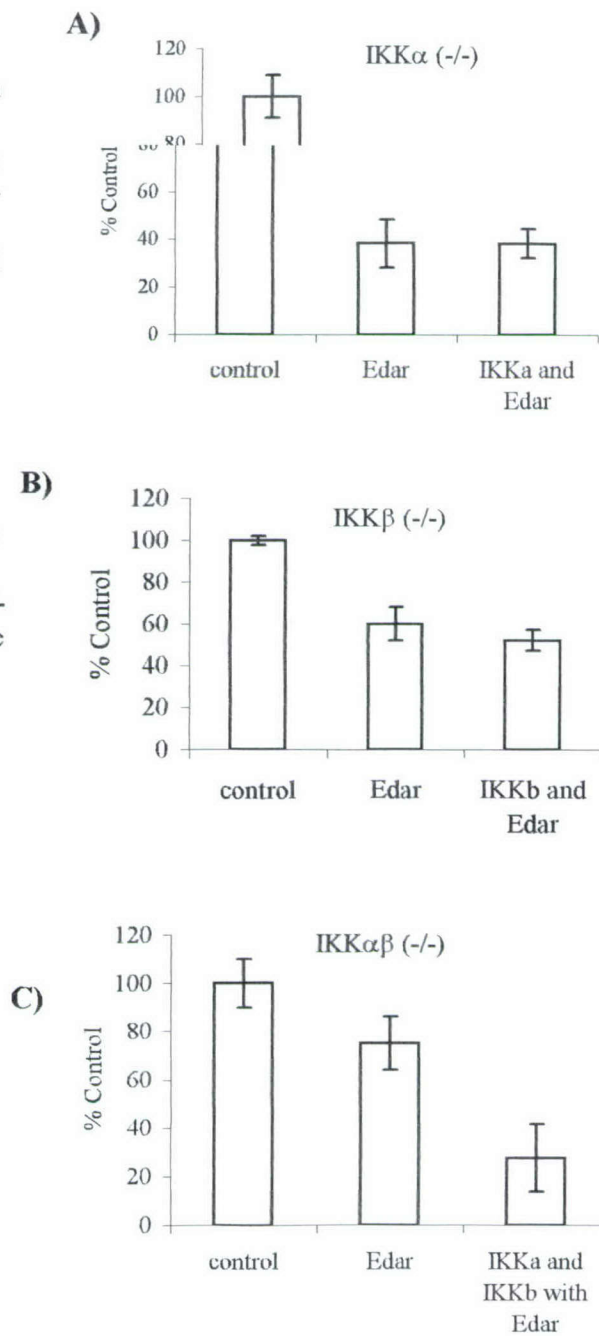 A)
IKKα (-/-)
% Control
120
100
80
60
40
20
0
control
Edar
IKKa and
Edar
B)
IKKβ (-/-)
% Control
120
100
80
60
40
20
0
control
Edar
IKKb and
Edar
C)
IKKαβ (-/-)
% Control
120
100
80
60
40
20
0
control
Edar
IKKa and
IKKb with
Edar